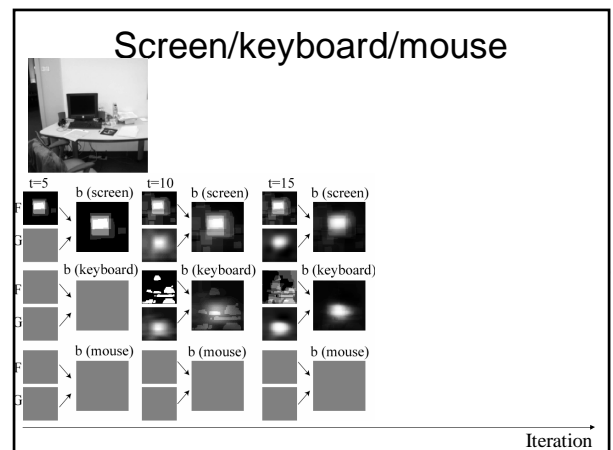 Screen/keyboard/mouse
t=5 t=10 t=15
b (screen) b (screen) b (screen)
F
G
b (keyboard) b (keyboard) b (keyboard)
F
G
b (mouse) b (mouse) b (mouse)
F
G
Iteration